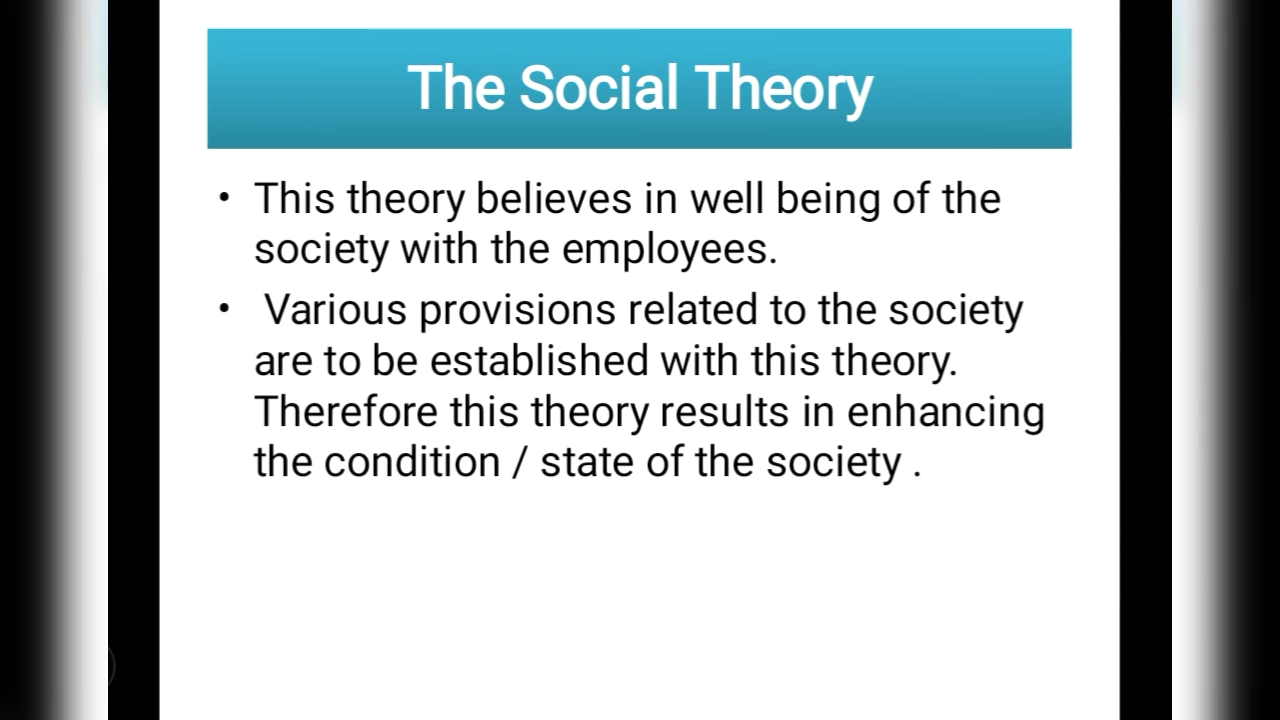 The Social Theory
• This theory believes in well being of the
society with the employees.
• Various provisions related to the society
are to be established with this theory.
Therefore this theory results in enhancing
the condition / state of the society .